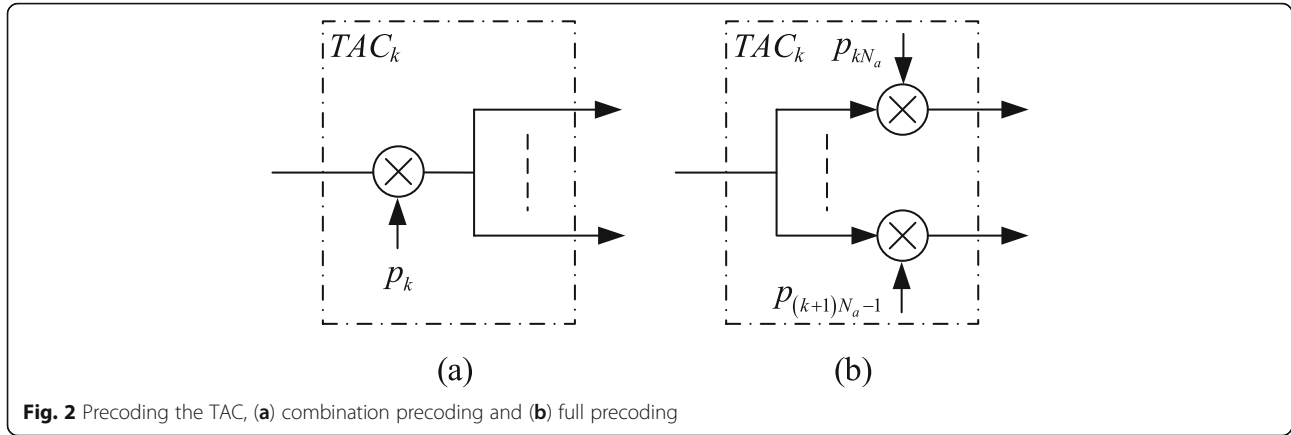 TAC_k
p_k
(a)
TAC_k
p_{kN_a}
p_{(k+1)N_a-1}
(b)
Fig. 2 Precoding the TAC, (a) combination precoding and (b) full precoding